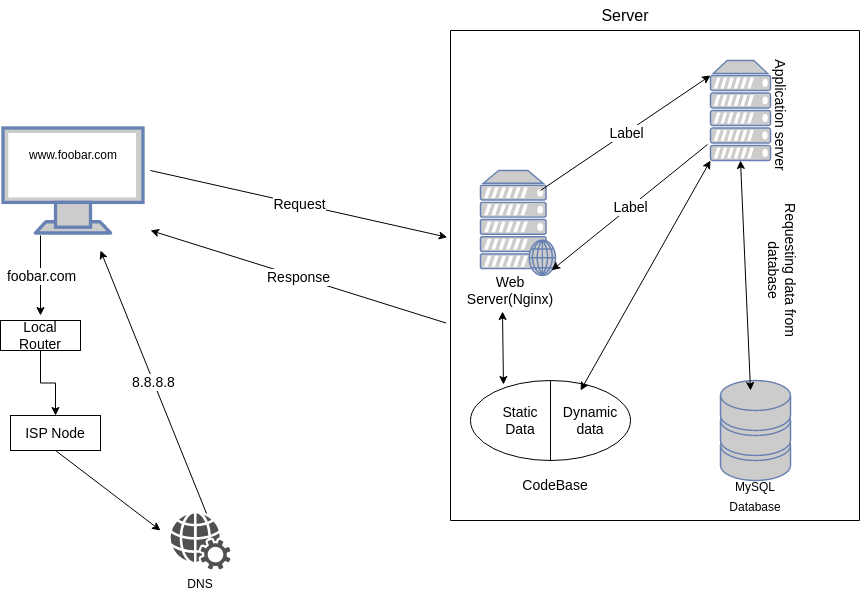 Server
www.foobar.com
Application server
Label
Request
Label
Requesting data from
database
Response
foobar.com
Web
Server(Nginx)
Local
Router
8.8.8.8
Static
Data
Dynamic
data
ISP Node
CodeBase
MySQL
Database
DNS